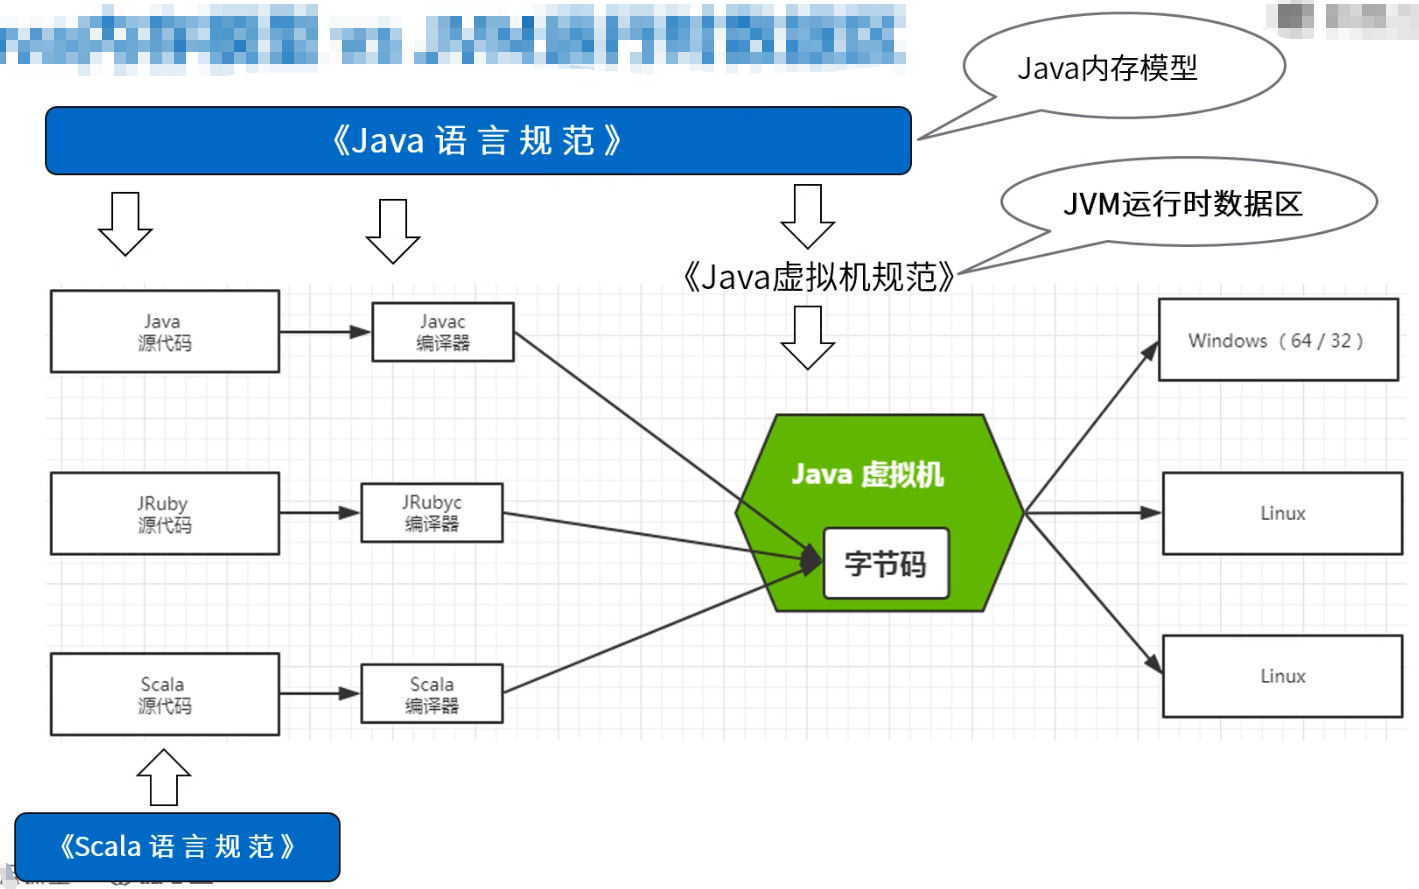 Java内存模型
《Java 语 言 规 范 》
JVM运行时数据区
《Java虚拟机规范》
Java
源代码
Javac
编译器
Windows （64 / 32 ）
Java 虚拟机
JRuby
源代码
JRubyc
编译器
Linux
字节码
Scala
源代码
Scala
编译器
Linux
《Scala 语 言 规 范 》